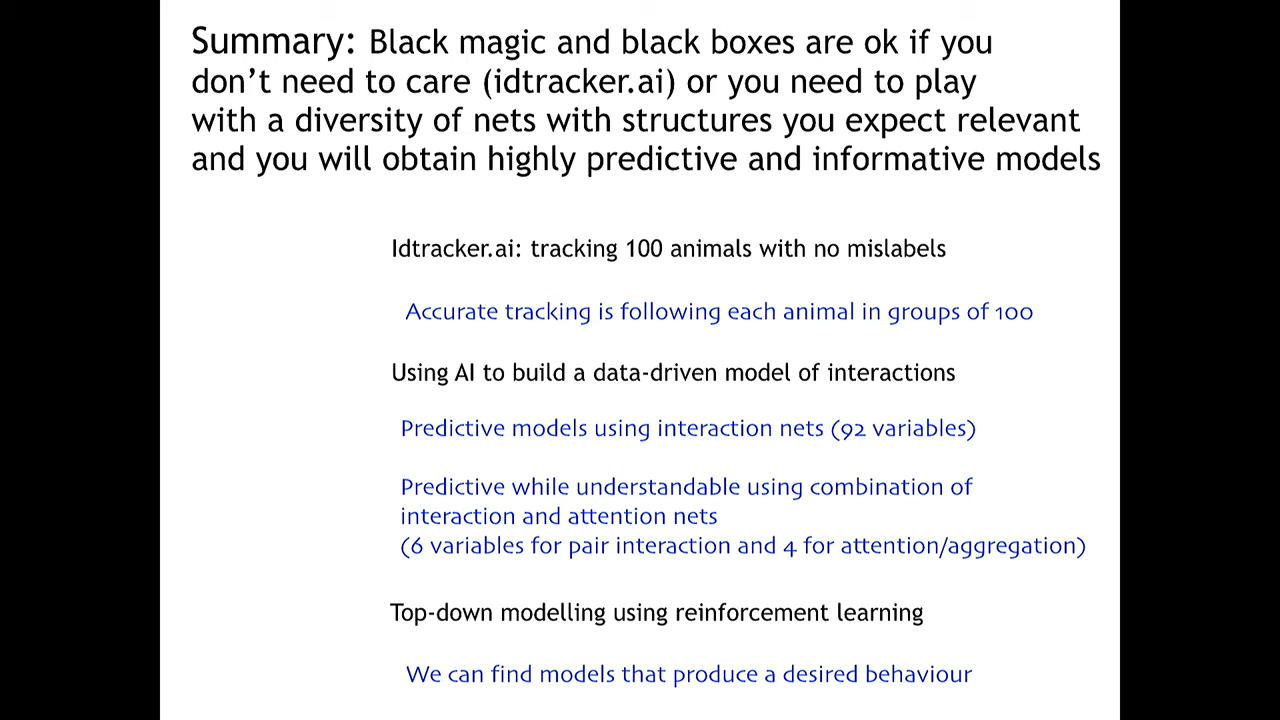 Summary: Black magic and black boxes are ok if you
don't need to care (idtracker.ai) or you need to play
with a diversity of nets with structures you expect relevant
and you will obtain highly predictive and informative models
Idtracker.ai: tracking 100 animals with no mislabels
Accurate tracking is following each animal in groups of 100
Using AI to build a data-driven model of interactions
Predictive models using interaction nets (92 variables)
Predictive while understandable using combination of
interaction and attention nets
(6 variables for pair interaction and 4 for attention/aggregation)
Top-down modelling using reinforcement learning
We can find models that produce a desired behaviour